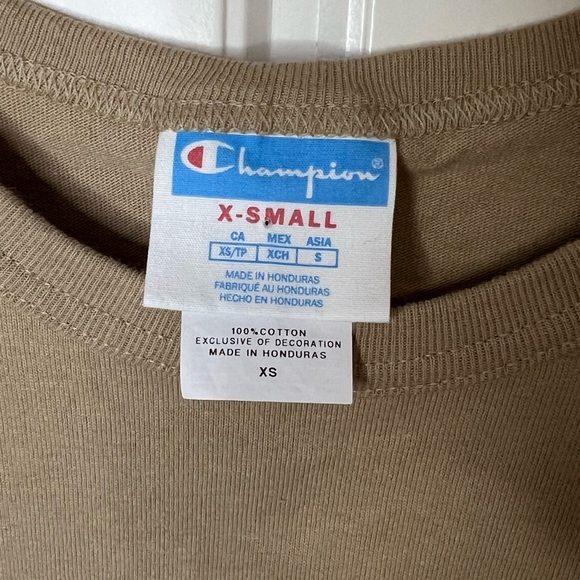 Champion®
X-SMALL
CA MEX ASIA
XS/TP XCH S
MADE IN HONDURAS
FABRIQUÉ AU HONDURAS
HECHO EN HONDURAS
100% COTTON
EXCLUSIVE OF DECORATION
MADE IN HONDURAS
XS